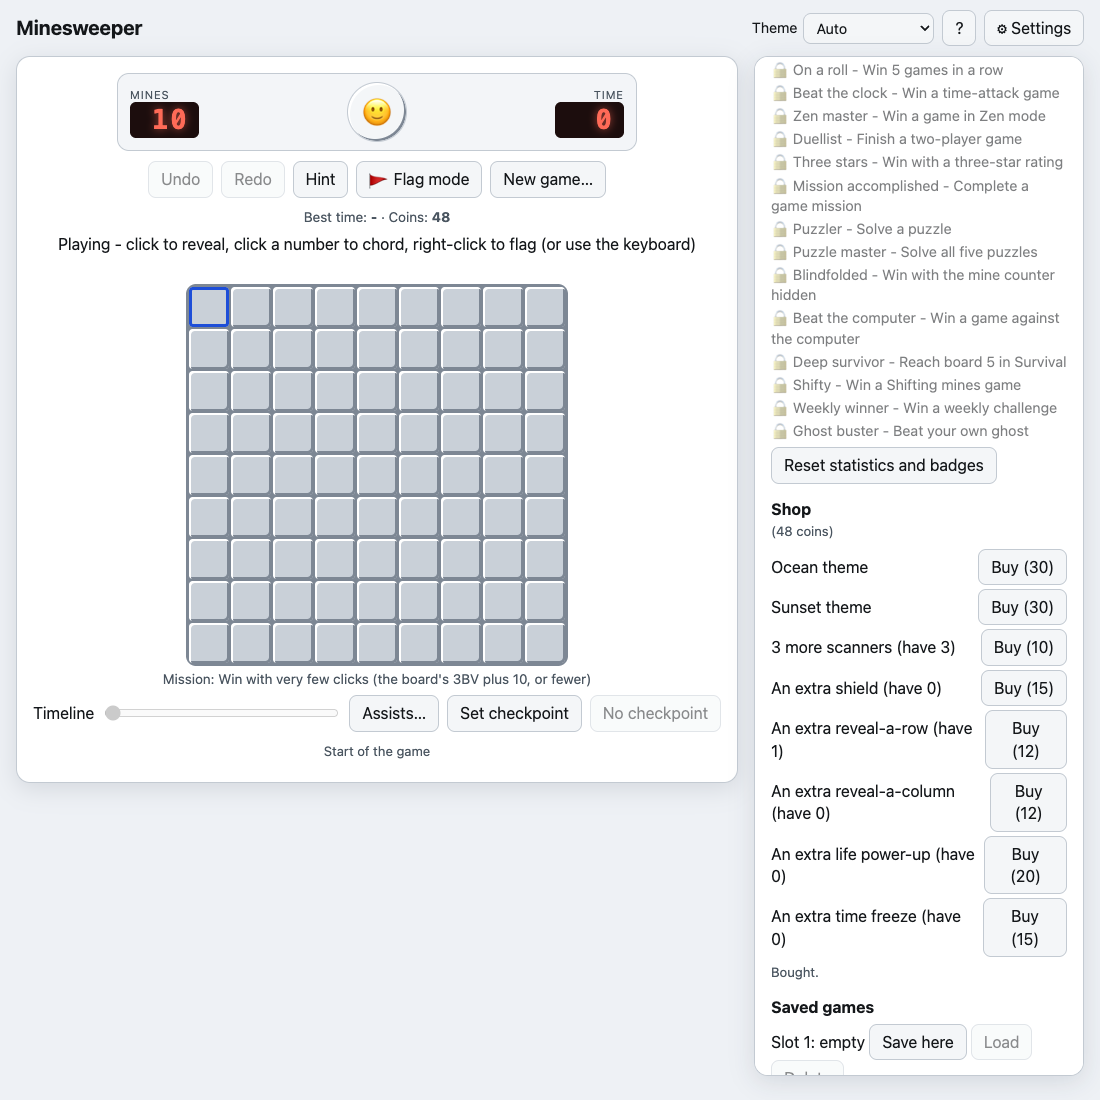 Minesweeper
Theme Auto ? ⚙ Settings
MINES
10
TIME
0
Undo Redo Hint Flag mode New game...
Best time: - · Coins: 48
Playing - click to reveal, click a number to chord, right-click to flag (or use the keyboard)
Mission: Win with very few clicks (the board's 3BV plus 10, or fewer)
Timeline Assists... Set checkpoint No checkpoint
Start of the game
On a roll - Win 5 games in a row
Beat the clock - Win a time-attack game
Zen master - Win a game in Zen mode
Duellist - Finish a two-player game
Three stars - Win with a three-star rating
Mission accomplished - Complete a
game mission
Puzzler - Solve a puzzle
Puzzle master - Solve all five puzzles
Blindfolded - Win with the mine counter
hidden
Beat the computer - Win a game against
the computer
Deep survivor - Reach board 5 in Survival
Shifty - Win a Shifting mines game
Weekly winner - Win a weekly challenge
Ghost buster - Beat your own ghost
Reset statistics and badges
Shop
(48 coins)
Ocean theme Buy (30)
Sunset theme Buy (30)
3 more scanners (have 3) Buy (10)
An extra shield (have 0) Buy (15)
An extra reveal-a-row (have
1)
Buy
(12)
An extra reveal-a-column
(have 0)
Buy
(12)
An extra life power-up (have
0)
Buy
(20)
An extra time freeze (have
0)
Buy
(15)
Bought.
Saved games
Slot 1: empty Save here Load